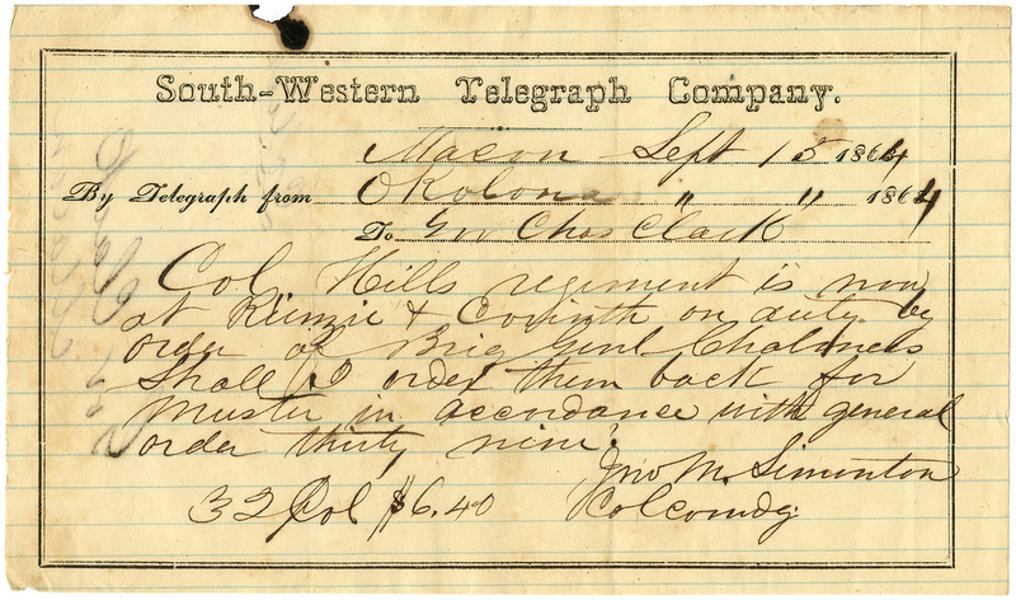 South-Western Telegraph Company.
Macon Sept 15 1864
By Telegraph from Okolona " " 1864
To Gov Chas Clark
Col Hills regiment is now
at Rienzie & Corinth on duty by
order of Brig Genl Chalmers
Shall I order them back for
muster in accordance with general
order thirty nine?
Jno M. Simonton
32 Col $6.40 Col comdg